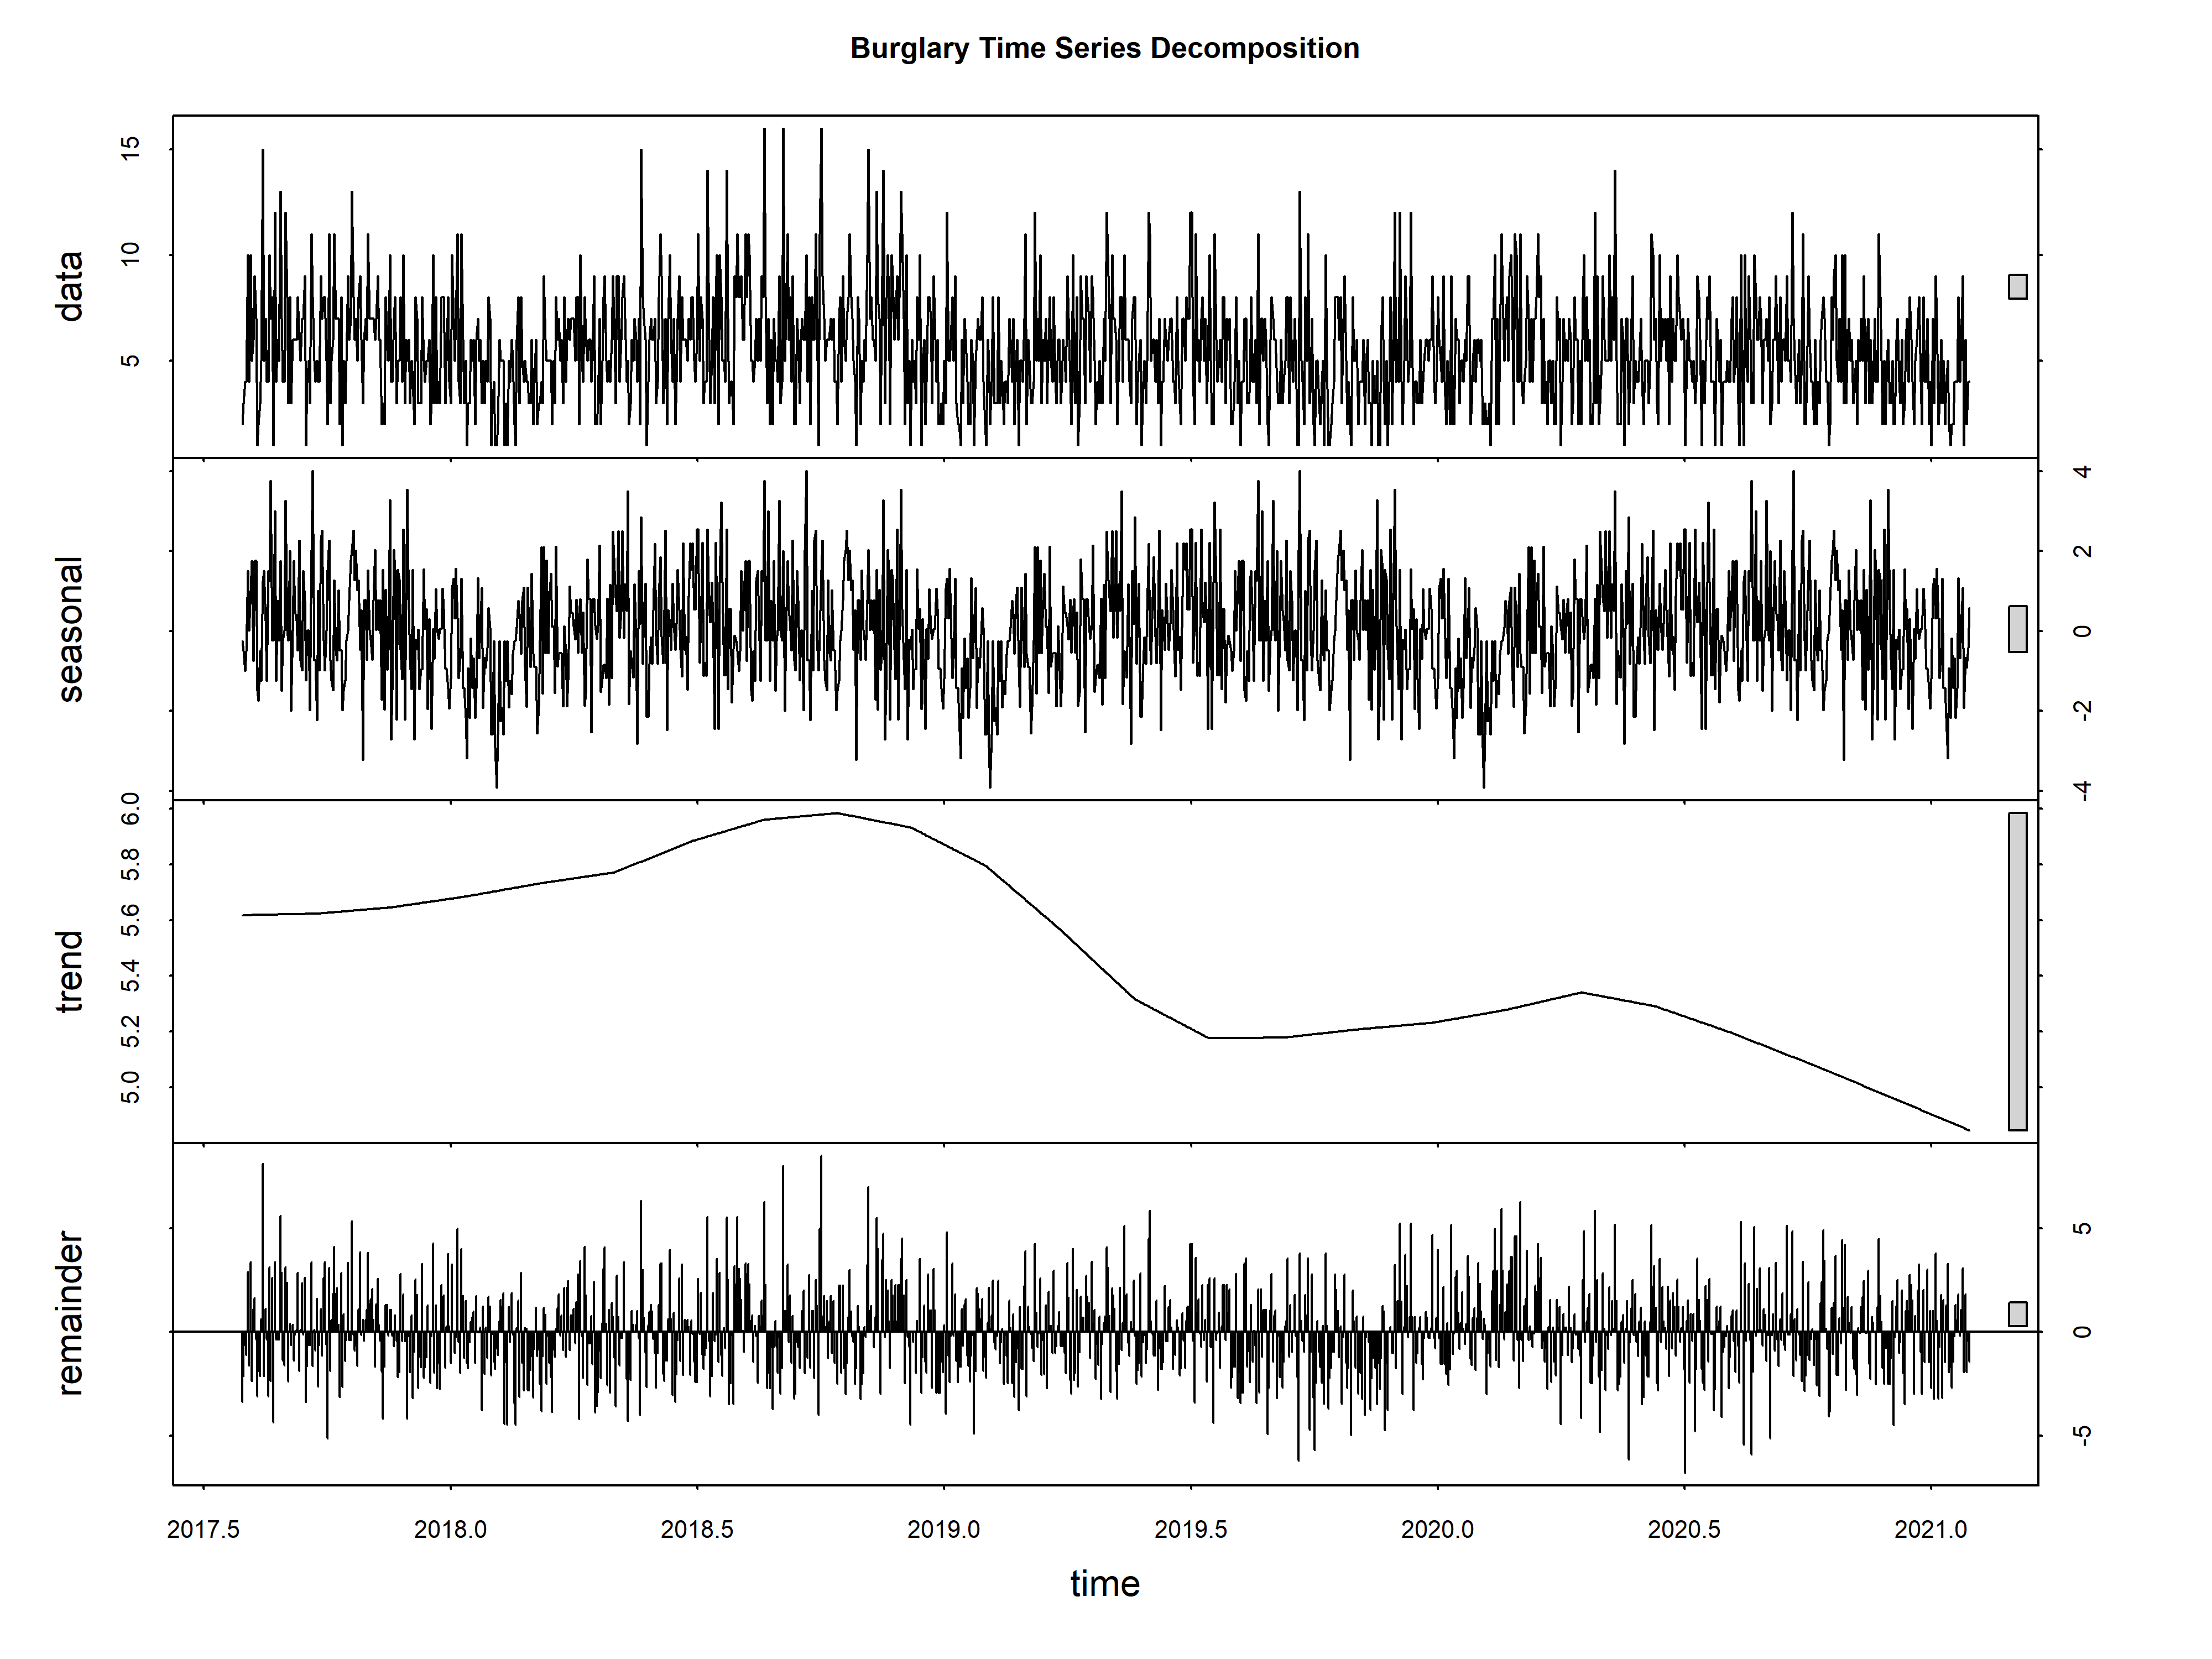 Burglary Time Series Decomposition
data
5
10
15
seasonal
-4
-2
0
2
4
trend
5.0
5.2
5.4
5.6
5.8
6.0
remainder
-5
0
5
2017.5 2018.0 2018.5 2019.0 2019.5 2020.0 2020.5 2021.0
time